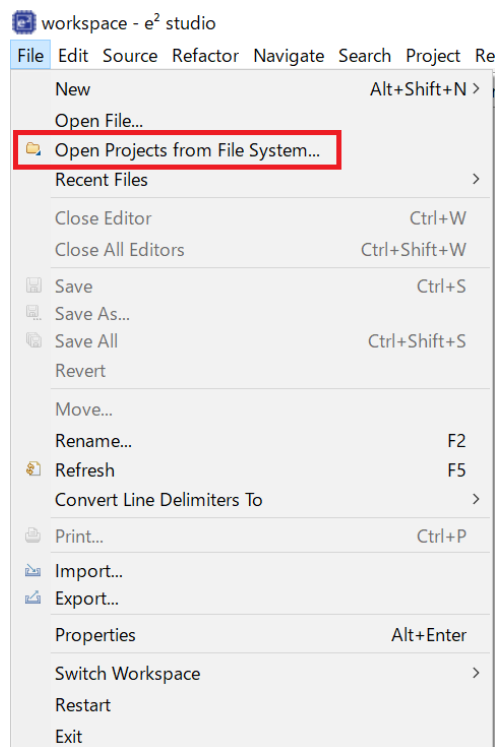 workspace - e² studio
File Edit Source Refactor Navigate Search Project Re
New Alt+Shift+N >
Open File...
Open Projects from File System...
Recent Files >
Close Editor Ctrl+W
Close All Editors Ctrl+Shift+W
Save Ctrl+S
Save As...
Save All Ctrl+Shift+S
Revert
Move...
Rename... F2
Refresh F5
Convert Line Delimiters To >
Print... Ctrl+P
Import...
Export...
Properties Alt+Enter
Switch Workspace >
Restart
Exit